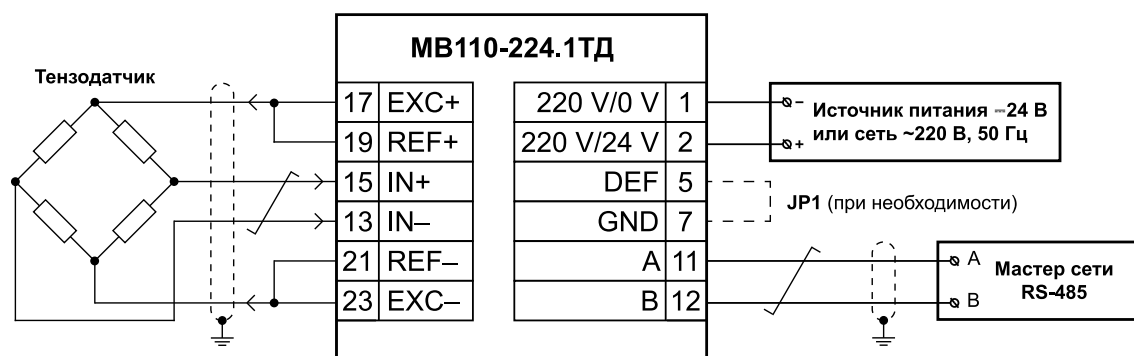 МВ110-224.1ТД
Тензодатчик
17 EXC+
19 REF+
15 IN+
13 IN–
21 REF–
23 EXC–
220 V/0 V 1
220 V/24 V 2
DEF 5
GND 7
A 11
B 12
–
+
Источник питания ⎓24 В
или сеть ~220 В, 50 Гц
JP1 (при необходимости)
A
B
Мастер сети
RS-485